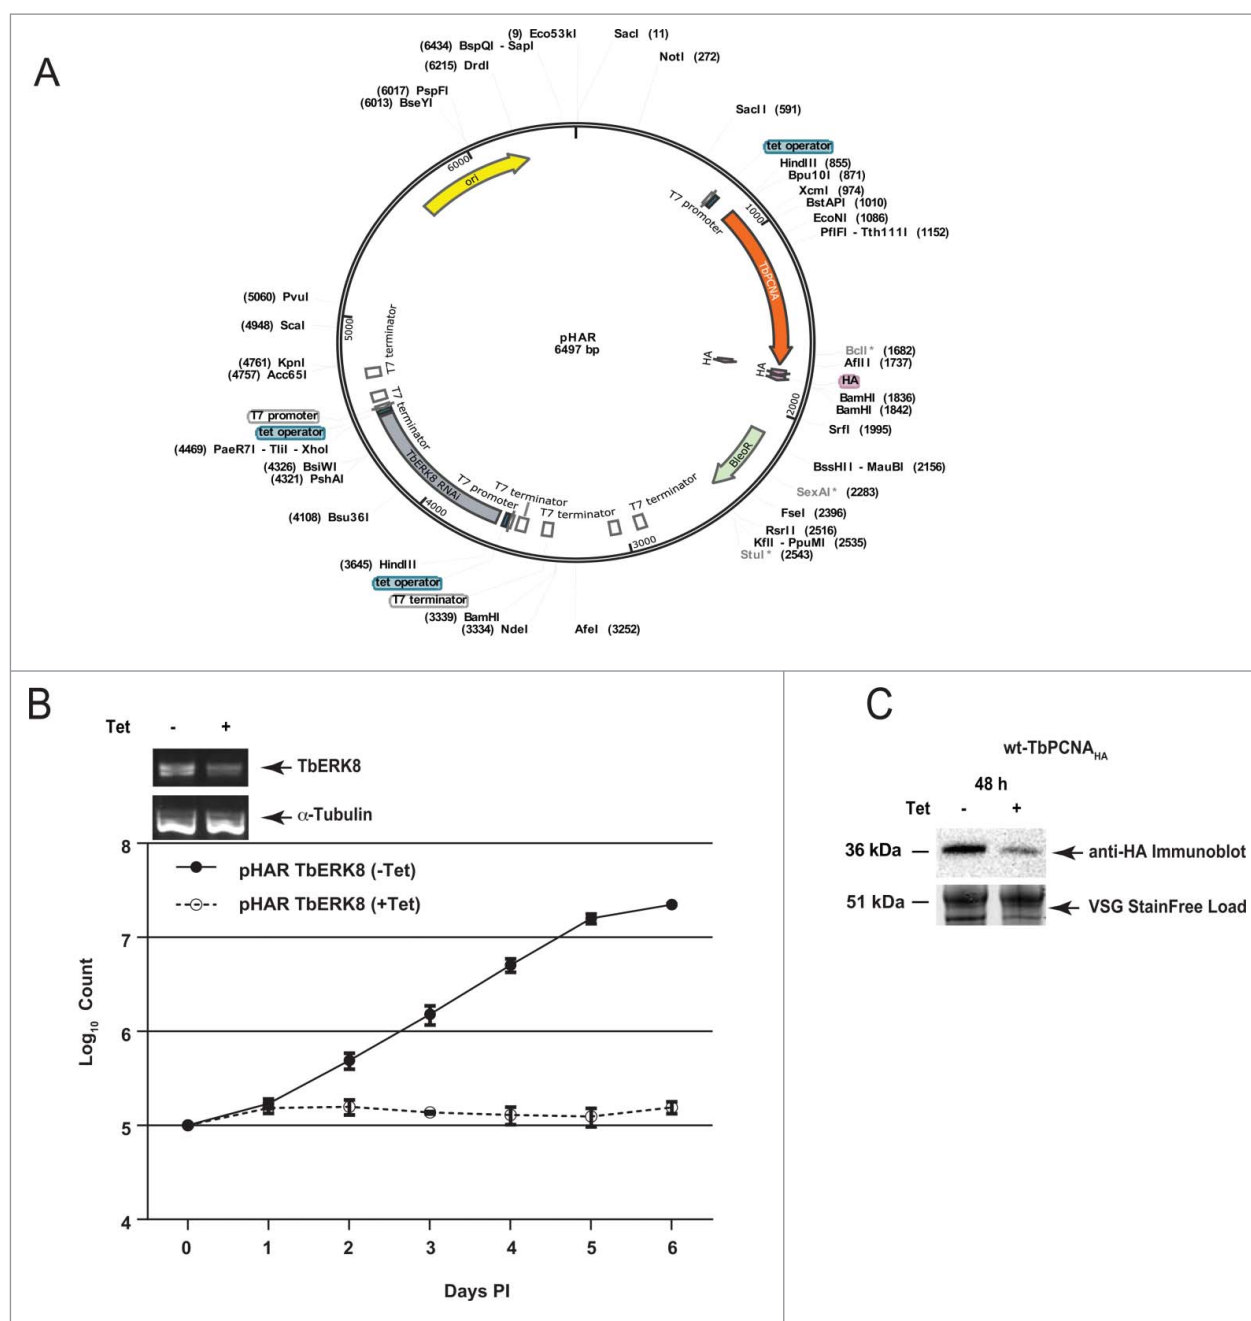 A
(9) Eco53kI
SacI (11)
(6434) BspQI - SapI
NotI (272)
(6215) DrdI
(6017) PspFI
(6013) BseYI
SacII (591)
tet operator
HindIII (855)
Bpu10I (871)
XcmI (974)
BstAPI (1010)
EcoNI (1086)
PflFI - Tth111I (1152)
6000
ori
T7 promoter
1000
TbPCNA
(5060) PvuI
(4948) ScaI
5000
T7 terminator
pHAR
6497 bp
HA
HA
BclI* (1682)
AflII (1737)
HA
(4761) KpnI
(4757) Acc65I
BamHI (1836)
BamHI (1842)
2000
SrfI (1995)
T7 promoter
tet operator
(4469) PaeR7I - TliI - XhoI
(4326) BsiWI
(4321) PshAI
T7 terminator
TbERK8 RNAi
BleoR
BssHII - MauBI (2156)
SexAI* (2283)
(4108) Bsu36I
4000
T7 promoter
T7 terminator
T7 terminator
T7 terminator
3000
FseI (2396)
RsrII (2516)
KflI - PpuMI (2535)
StuI* (2543)
(3645) HindIII
tet operator
T7 terminator
(3339) BamHI
(3334) NdeI
AfeI (3252)
B
Tet - +
TbERK8
α-Tubulin
8
pHAR TbERK8 (-Tet)
pHAR TbERK8 (+Tet)
7
6
5
4
Log10 Count
0 1 2 3 4 5 6
Days PI
C
wt-TbPCNAHA
48 h
Tet - +
36 kDa
anti-HA Immunoblot
51 kDa
VSG StainFree Load